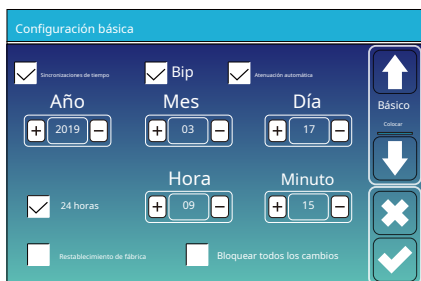 Configuración básica
Sincronizaciones de tiempo Bip Atenuación automática
Año Mes Día
Básico
+ 2019 − + 03 − + 17 −
Colocar
Hora Minuto
24 horas + 09 − + 15 −
Restablecimiento de fábrica Bloquear todos los cambios